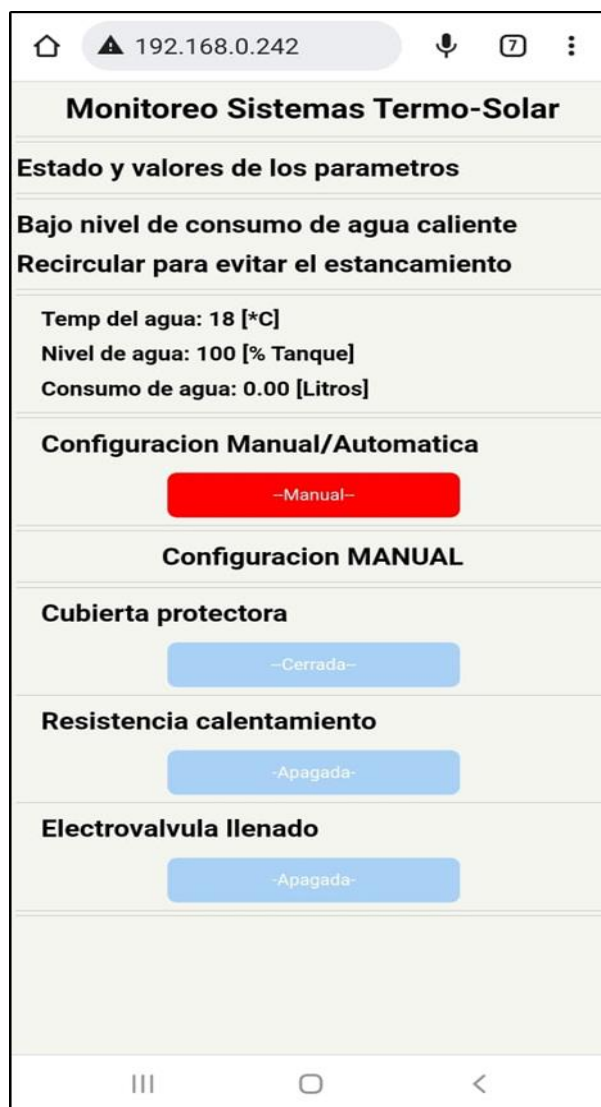 192.168.0.242
7
Monitoreo Sistemas Termo-Solar
Estado y valores de los parametros
Bajo nivel de consumo de agua caliente
Recircular para evitar el estancamiento
Temp del agua: 18 [*C]
Nivel de agua: 100 [% Tanque]
Consumo de agua: 0.00 [Litros]
Configuracion Manual/Automatica
--Manual--
Configuracion MANUAL
Cubierta protectora
--Cerrada--
Resistencia calentamiento
-Apagada-
Electrovalvula llenado
-Apagada-